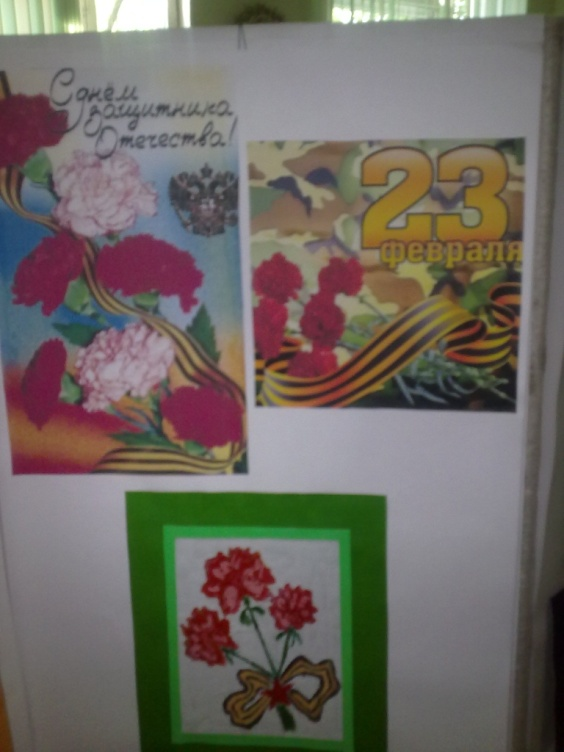 С днём
защитника
Отечества!
23
февраля